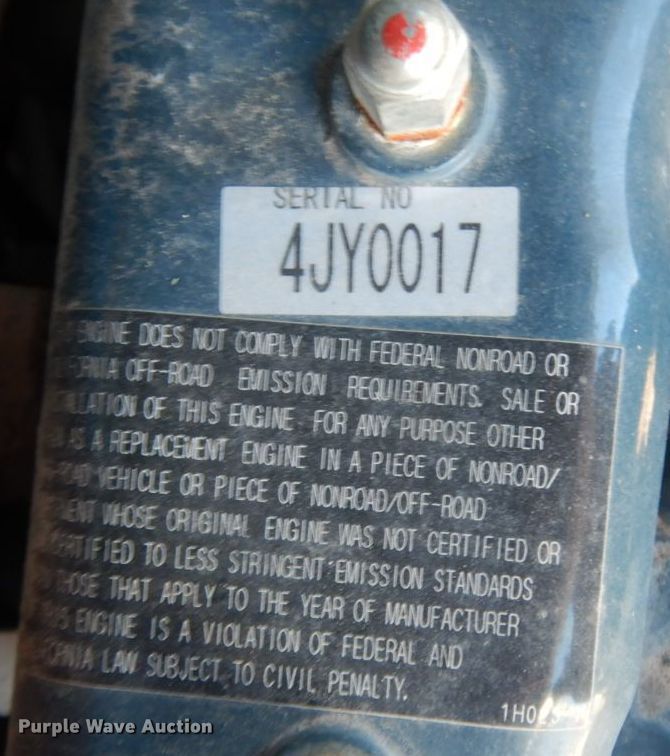 SERIAL NO
4JY0017
ENGINE DOES NOT COMPLY WITH FEDERAL NONROAD OR
OFF-ROAD EMISSION REQUIREMENTS. SALE OR
OF THIS ENGINE FOR ANY PURPOSE OTHER
AS A REPLACEMENT ENGINE IN A PIECE OF NONROAD/
VEHICLE OR PIECE OF NONROAD/OFF-ROAD
WHOSE ORIGINAL ENGINE WAS NOT CERTIFIED OR
CERTIFIED TO LESS STRINGENT EMISSION STANDARDS
THOSE THAT APPLY TO THE YEAR OF MANUFACTURER
ENGINE IS A VIOLATION OF FEDERAL AND
LAW SUBJECT TO CIVIL PENALTY.
Purple Wave Auction